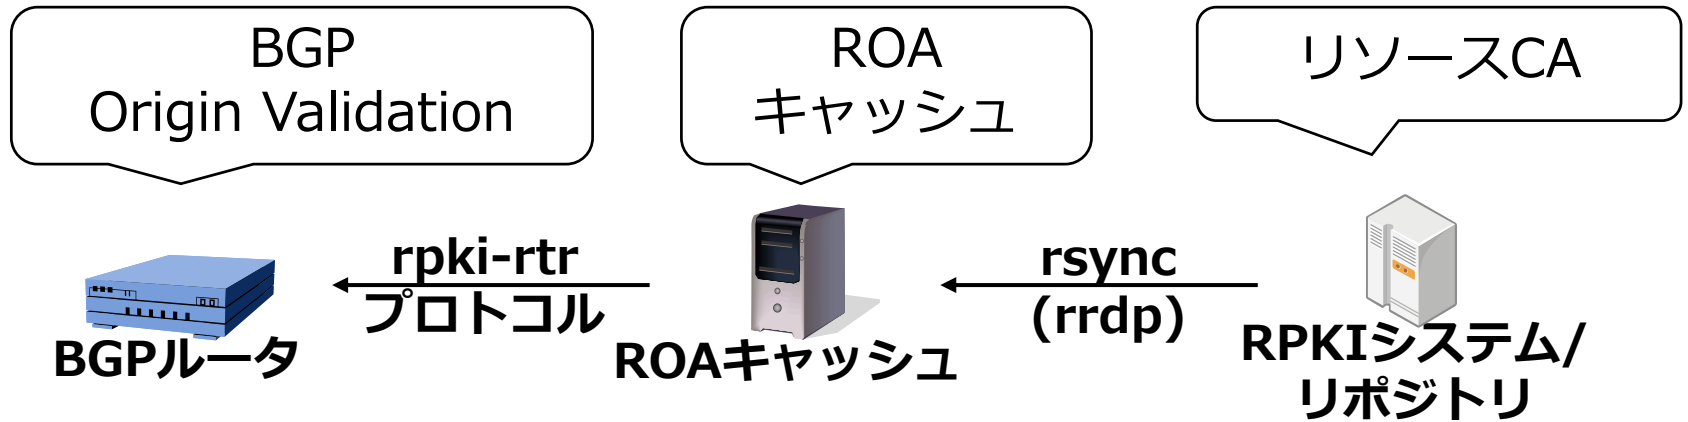 BGP
Origin Validation
ROA
キャッシュ
リソースCA
rpki-rtr
プロトコル
rsync
(rrdp)
BGPルータ
ROAキャッシュ
RPKIシステム/
リポジトリ